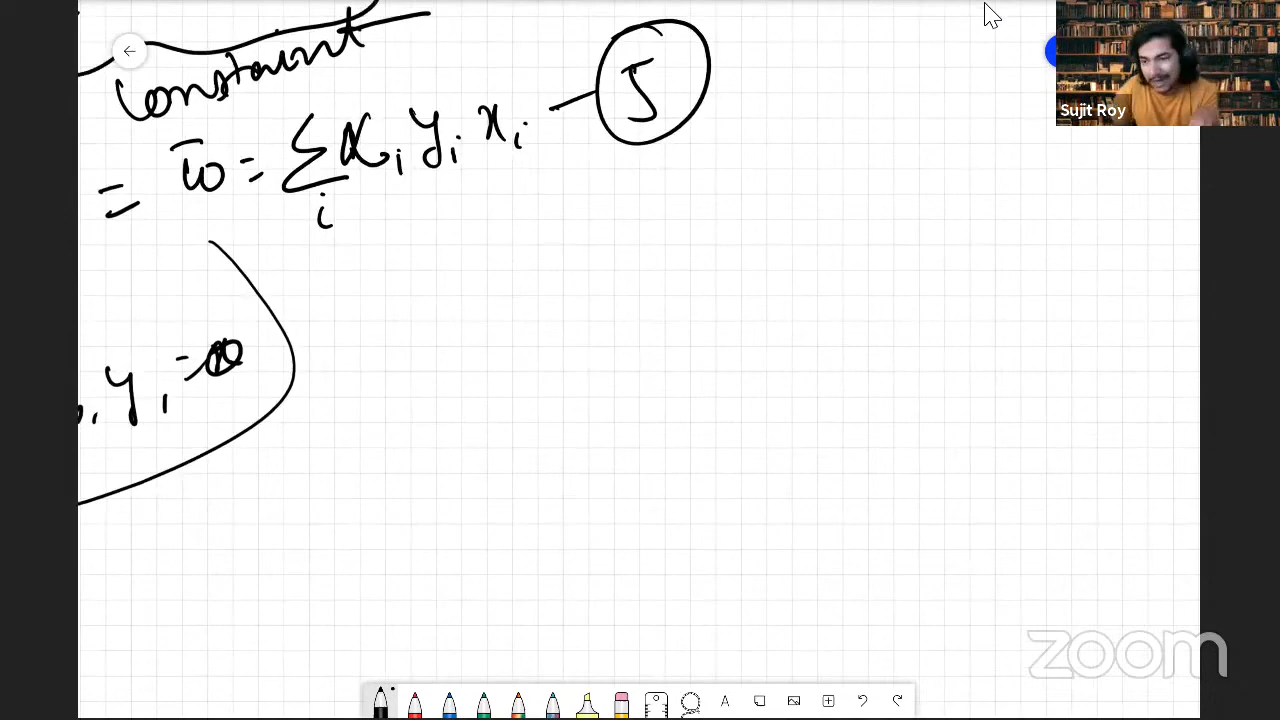 constraint
= w̄ = Σ αᵢ yᵢ xᵢ — 5
i
yᵢ = 0
Sujit Roy
A
zoom